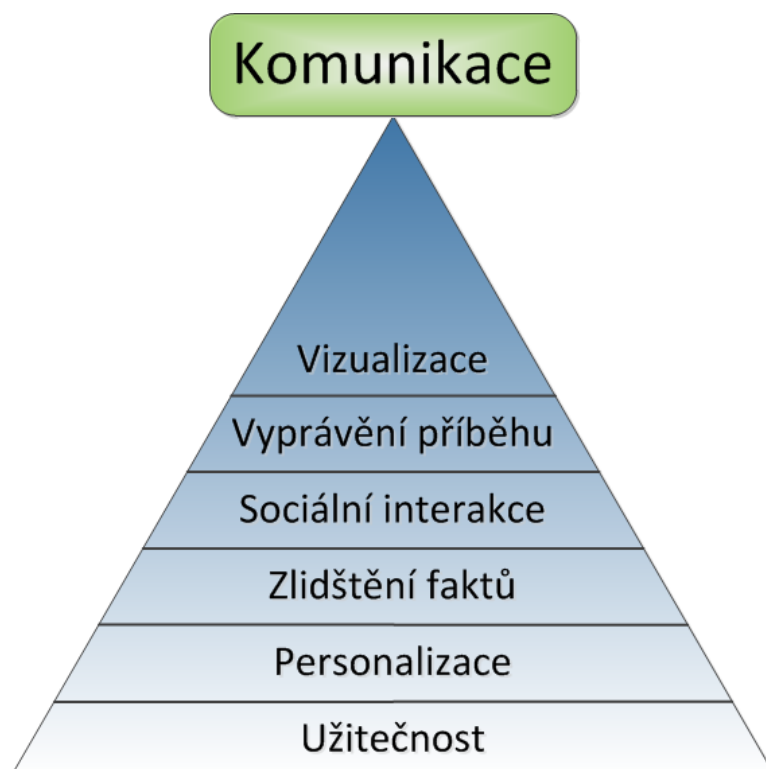 Komunikace
Vizualizace
Vyprávění příběhu
Sociální interakce
Zlidštění faktů
Personalizace
Užitečnost